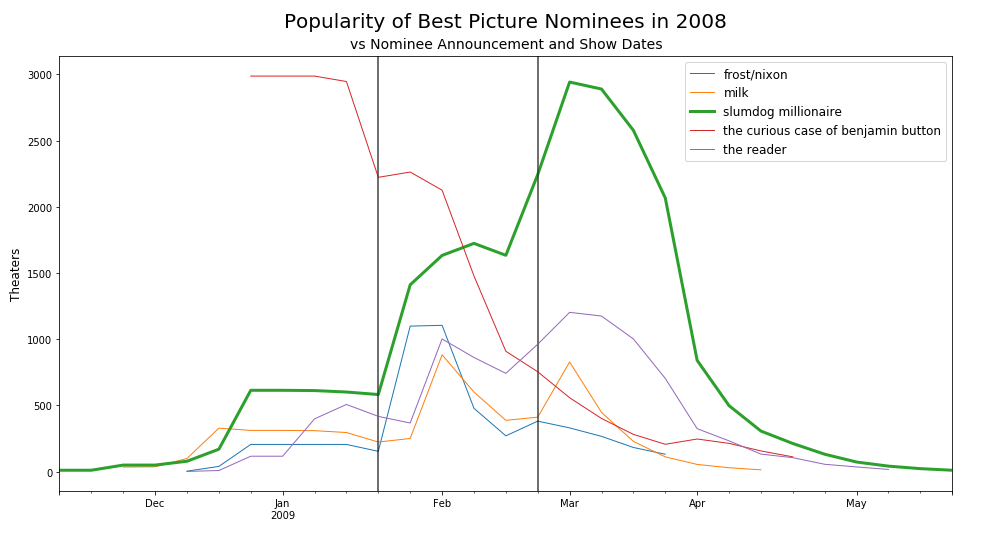 Popularity of Best Picture Nominees in 2008
vs Nominee Announcement and Show Dates
frost/nixon
milk
slumdog millionaire
the curious case of benjamin button
the reader
Theaters
3000
2500
2000
1500
1000
500
0
Dec
Jan
2009
Feb
Mar
Apr
May